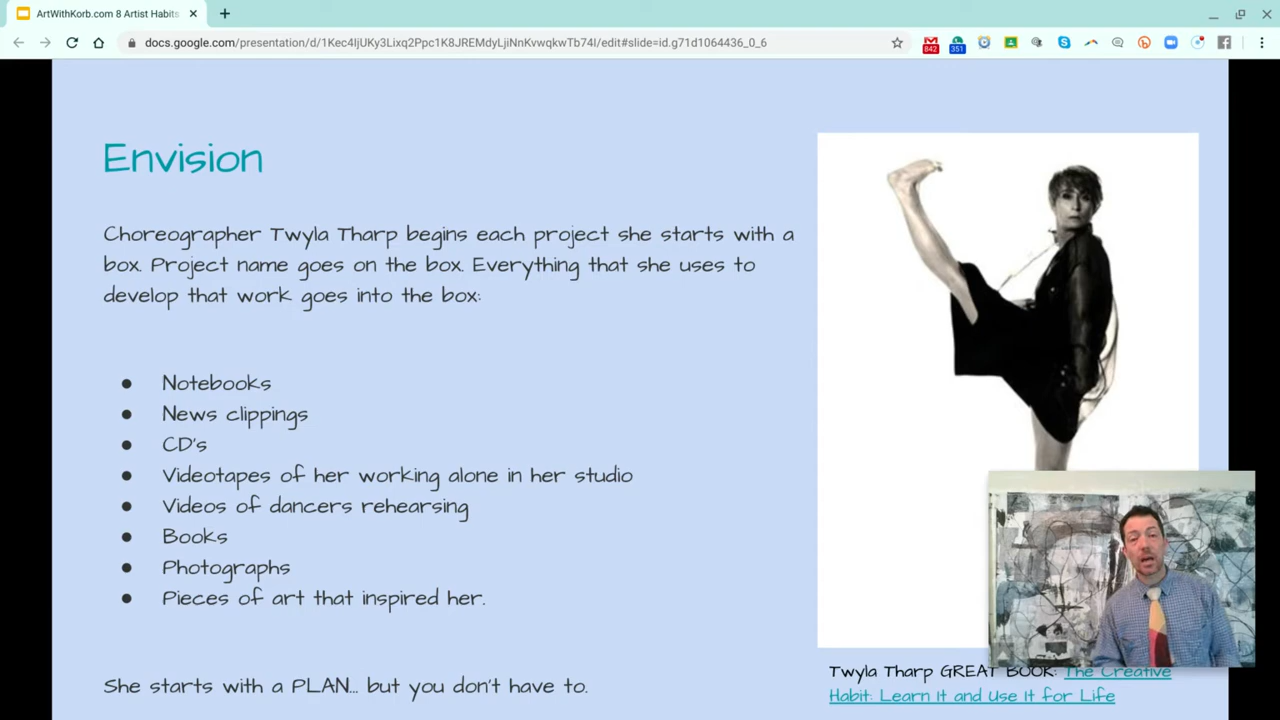 ArtWithKorb.com 8 Artist Habits
docs.google.com/presentation/d/1Kec4IjUKy3Lixq2Ppc1K8JREMdyLjiNnKvwqkwTb74I/edit#slide=id.g71d1064436_0_6
842
351
Envision
Choreographer Twyla Tharp begins each project she starts with a
box. Project name goes on the box. Everything that she uses to
develop that work goes into the box:
● Notebooks
● News clippings
● CD's
● Videotapes of her working alone in her studio
● Videos of dancers rehearsing
● Books
● Photographs
● Pieces of art that inspired her.
She starts with a PLAN... but you don't have to.
Twyla Tharp GREAT BOOK: The Creative
Habit: Learn It and Use It for Life